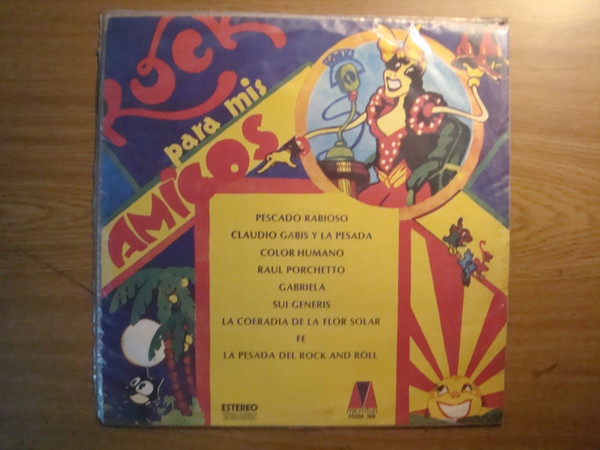 ROCK
para mis
AMIGOS
PESCADO RABIOSO
CLAUDIO GABIS Y LA PESADA
COLOR HUMANO
RAUL PORCHETTO
GABRIELA
SUI GENERIS
LA COFRADIA DE LA FLOR SOLAR
FE
LA PESADA DEL ROCK AND ROLL
ESTEREO